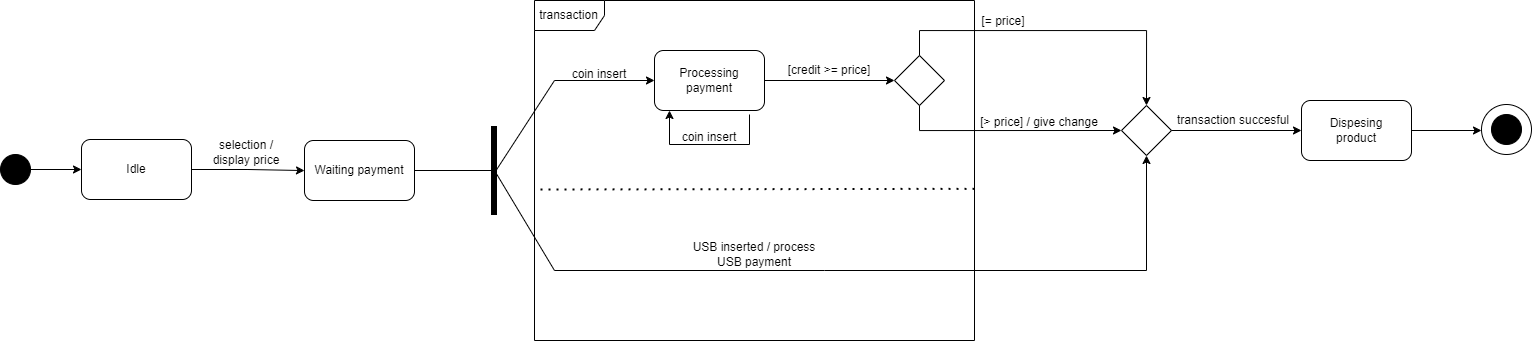 transaction
[= price]
coin insert
Processing
payment
[credit >= price]
coin insert
[> price] / give change
transaction succesful
Dispesing
product
selection /
display price
Idle
Waiting payment
USB inserted / process
USB payment